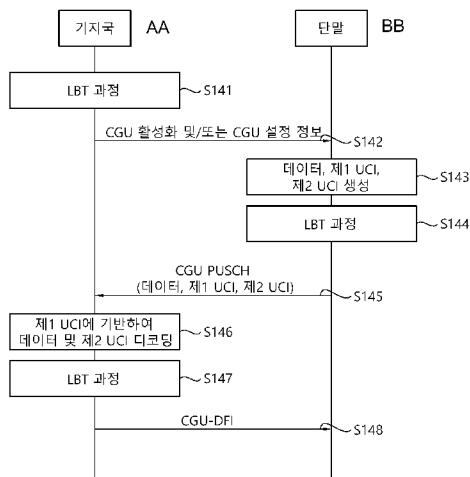 기지국 AA 단말 BB
LBT 과정 S141
CGU 활성화 및/또는 CGU 설정 정보
S142
데이터, 제1 UCI,
제2 UCI 생성
S143
LBT 과정 S144
CGU PUSCH
(데이터, 제1 UCI, 제2 UCI)
S145
제1 UCI에 기반하여
데이터 및 제2 UCI 디코딩
S146
LBT 과정 S147
CGU-DFI
S148